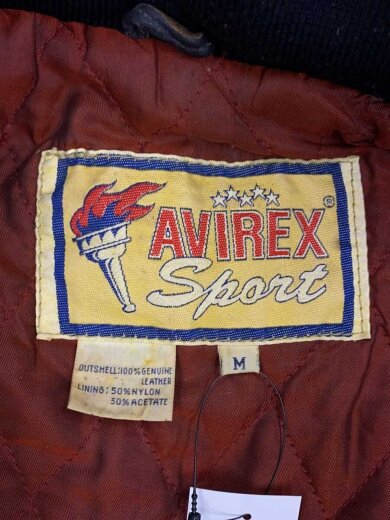 AVIREX®
Sport
M
OUTSHELL:100%GENUINE
LEATHER
LINING: 50%NYLON
50%ACETATE